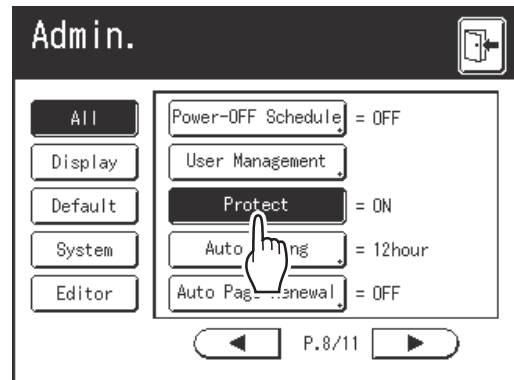 Admin.
All
Power-OFF Schedule = OFF
Display
User Management
Default
Protect = ON
System
Auto = 12hour
Editor
Auto = OFF
P.8/11